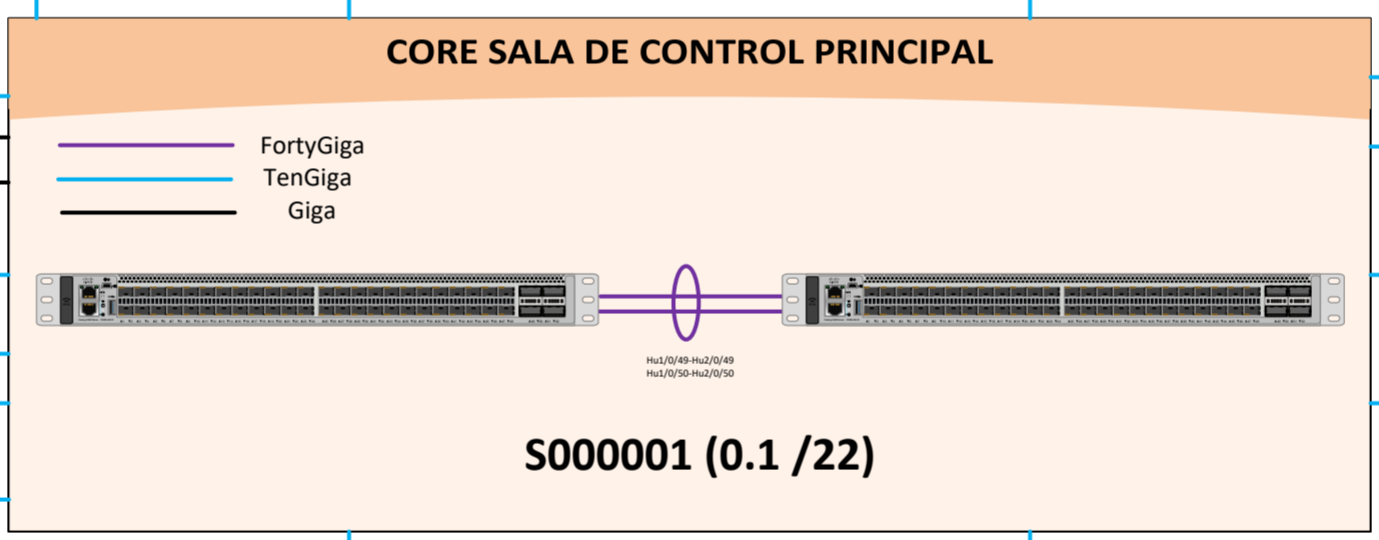 CORE SALA DE CONTROL PRINCIPAL
FortyGiga
TenGiga
Giga
Hu1/0/49-Hu2/0/49
Hu1/0/50-Hu2/0/50
S000001 (0.1 /22)